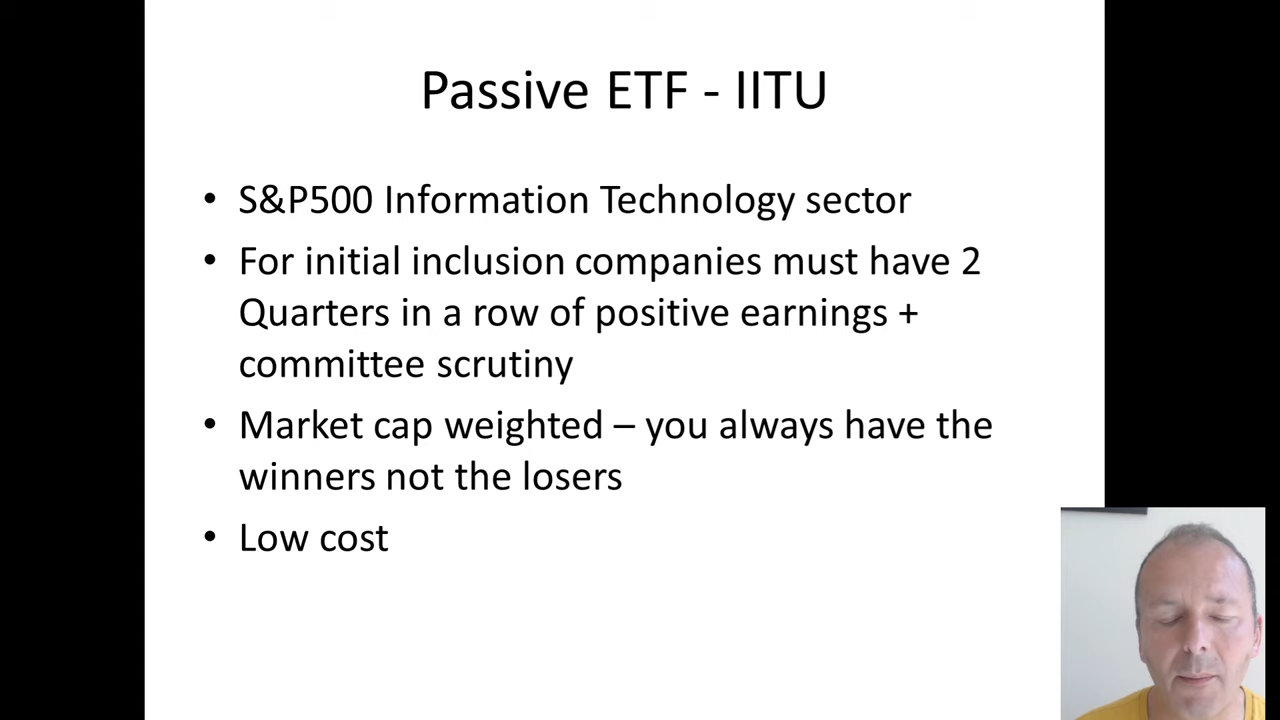 Passive ETF - IITU
• S&P500 Information Technology sector
• For initial inclusion companies must have 2
Quarters in a row of positive earnings +
committee scrutiny
• Market cap weighted – you always have the
winners not the losers
• Low cost